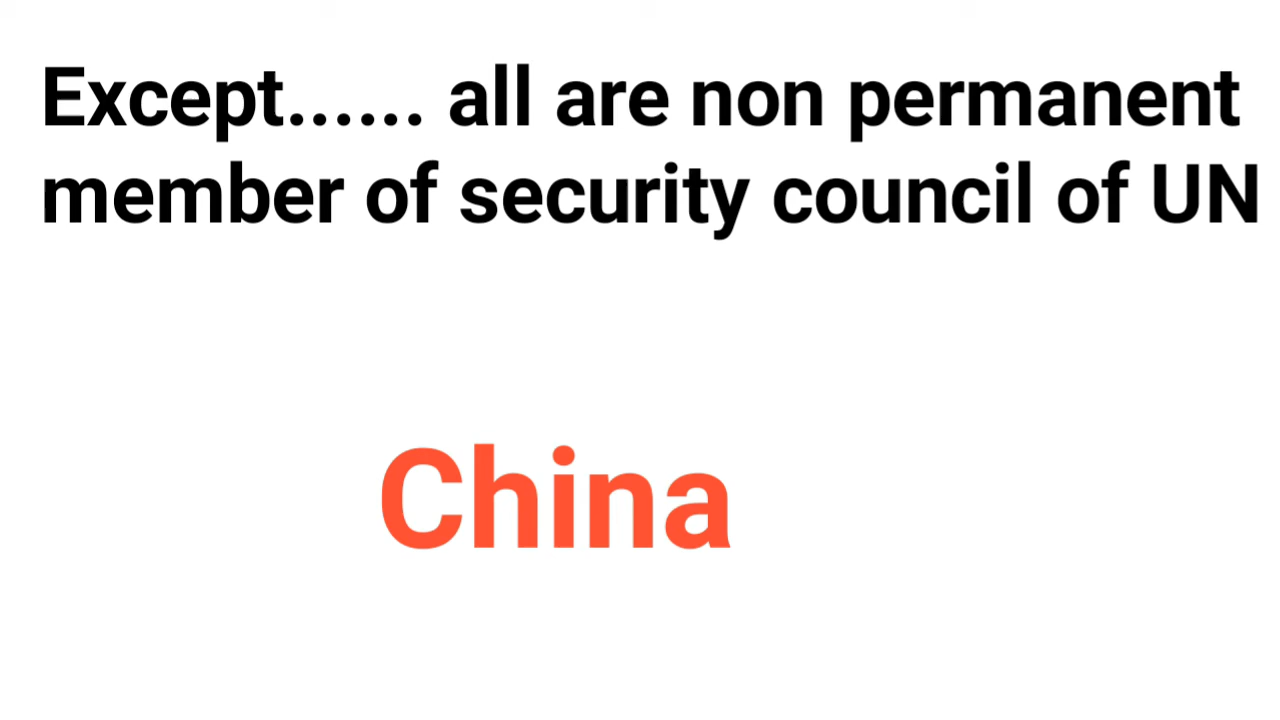 Except...... all are non permanent
member of security council of UN
China